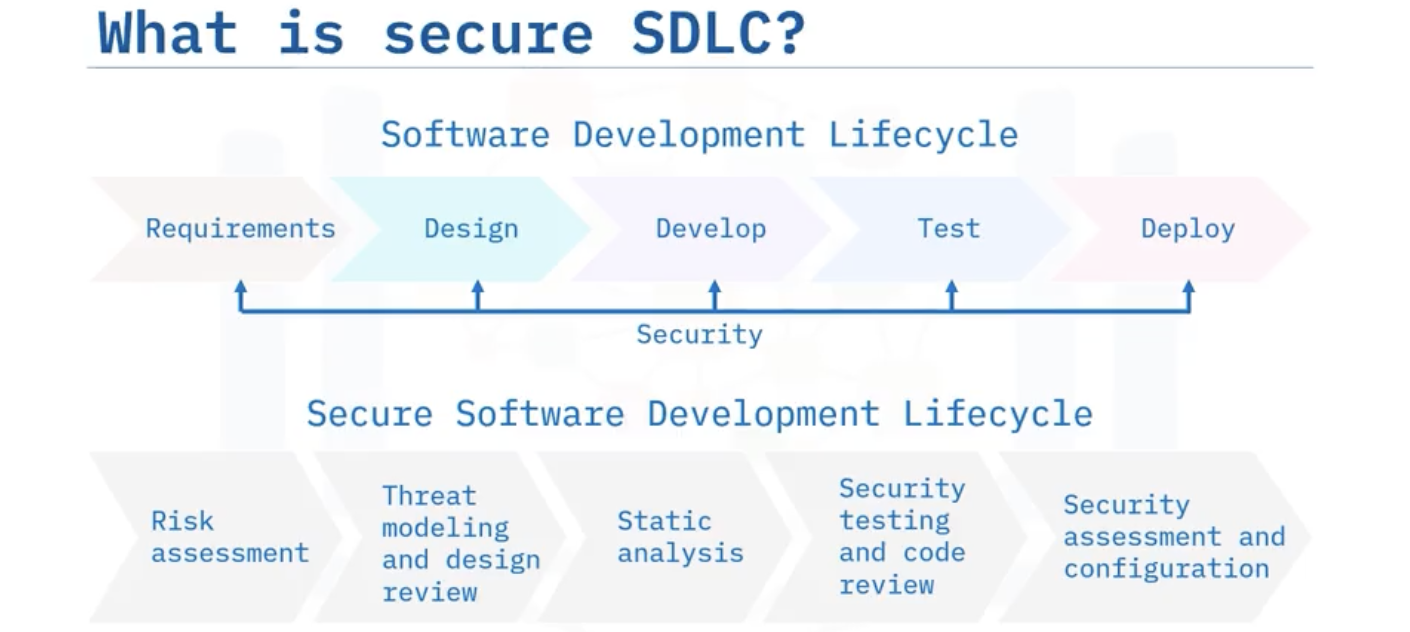 What is secure SDLC?
Software Development Lifecycle
Requirements
Design
Develop
Test
Deploy
Security
Secure Software Development Lifecycle
Risk
assessment
Threat
modeling
and design
review
Static
analysis
Security
testing
and code
review
Security
assessment and
configuration